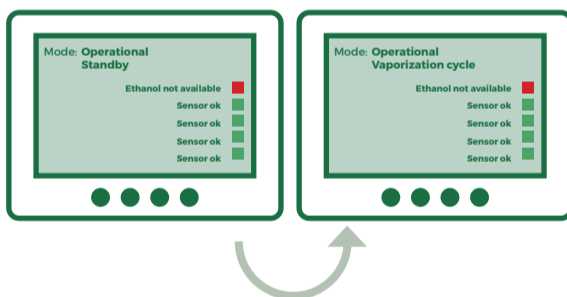 Mode: Operational
Standby
Ethanol not available
Sensor ok
Sensor ok
Sensor ok
Sensor ok
Mode: Operational
Vaporization cycle
Ethanol not available
Sensor ok
Sensor ok
Sensor ok
Sensor ok